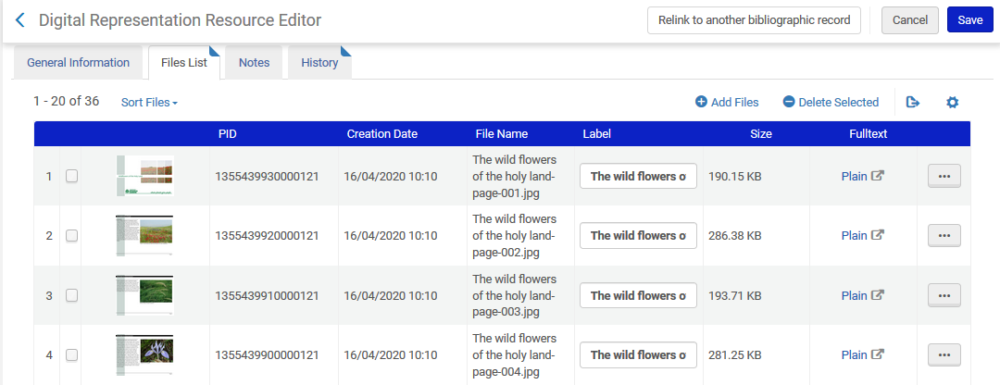 Digital Representation Resource Editor
Relink to another bibliographic record
Cancel
Save
General Information
Files List
Notes
History
1 - 20 of 36
Sort Files
Add Files
Delete Selected
PID Creation Date File Name Label Size Fulltext
1 1355439930000121 16/04/2020 10:10 The wild flowers of the holy land-page-001.jpg The wild flowers o 190.15 KB Plain
2 1355439920000121 16/04/2020 10:10 The wild flowers of the holy land-page-002.jpg The wild flowers o 286.38 KB Plain
3 1355439910000121 16/04/2020 10:10 The wild flowers of the holy land-page-003.jpg The wild flowers o 193.71 KB Plain
4 1355439900000121 16/04/2020 10:10 The wild flowers of the holy land-page-004.jpg The wild flowers o 281.25 KB Plain